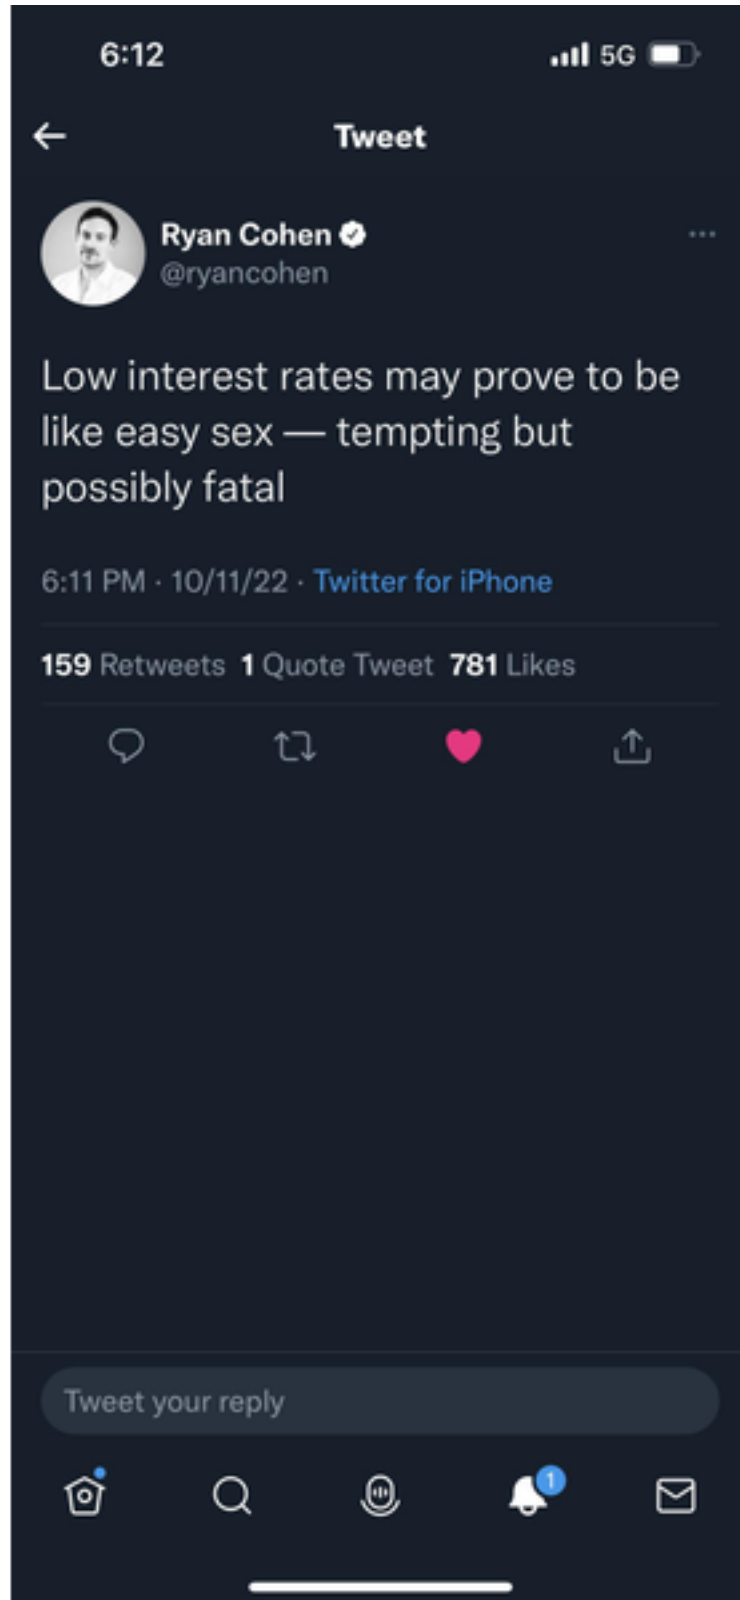 6:12 5G
Tweet
Ryan Cohen
@ryancohen
Low interest rates may prove to be
like easy sex — tempting but
possibly fatal
6:11 PM · 10/11/22 · Twitter for iPhone
159 Retweets 1 Quote Tweet 781 Likes
Tweet your reply
1